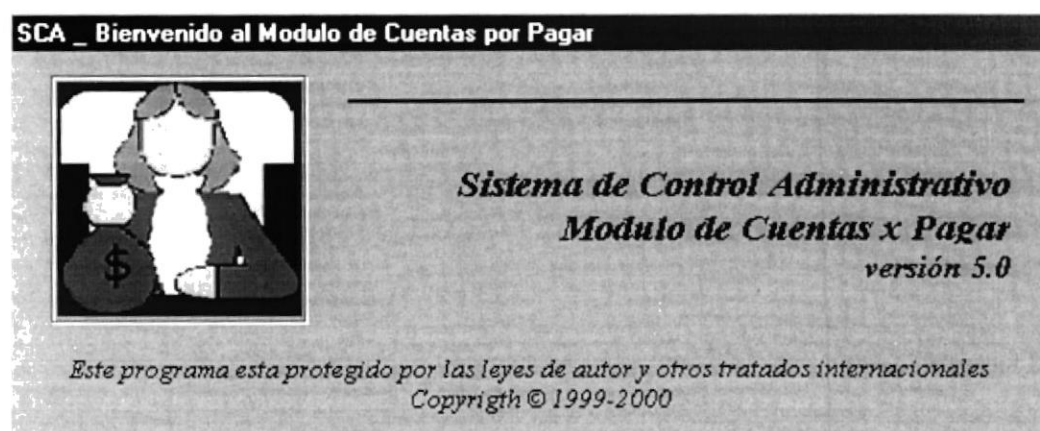 SCA _ Bienvenido al Modulo de Cuentas por Pagar
Sistema de Control Administrativo
Modulo de Cuentas x Pagar
versión 5.0
$
Este programa esta protegido por las leyes de autor y otros tratados internacionales
Copyrigth © 1999-2000